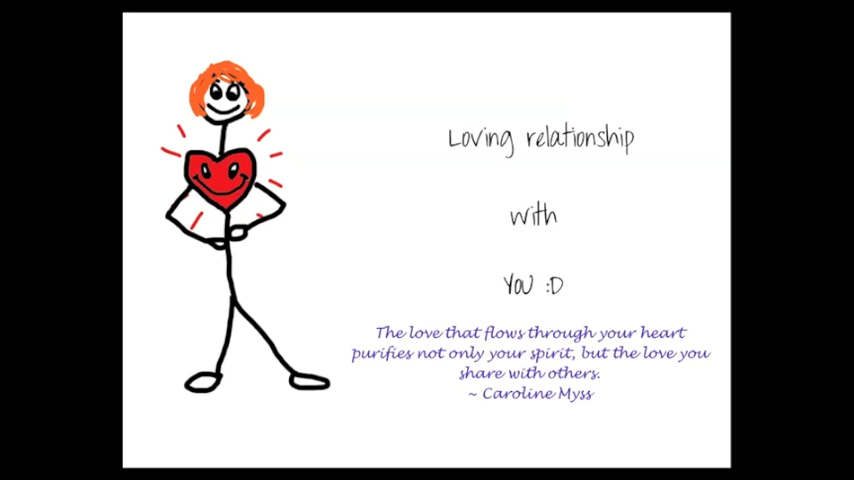 Loving relationship
with
YOU :D
The love that flows through your heart
purifies not only your spirit, but the love you
share with others.
~ Caroline Myss